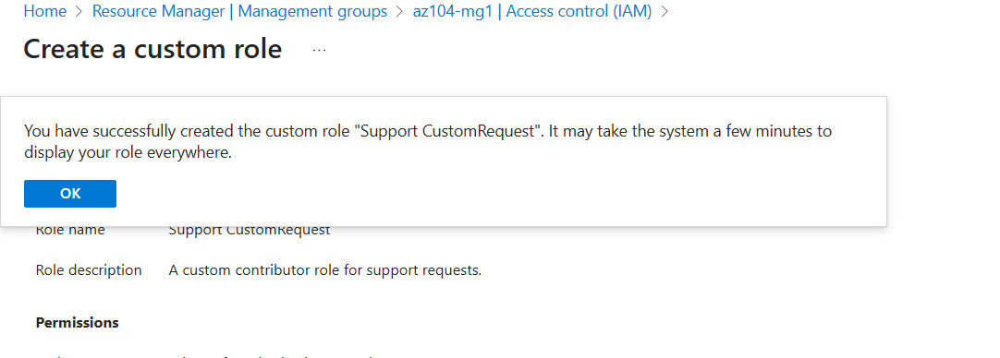 Home > Resource Manager | Management groups > az104-mg1 | Access control (IAM) >
Create a custom role ...
You have successfully created the custom role "Support CustomRequest". It may take the system a few minutes to
display your role everywhere.
OK
Role name Support CustomRequest
Role description A custom contributor role for support requests.
Permissions